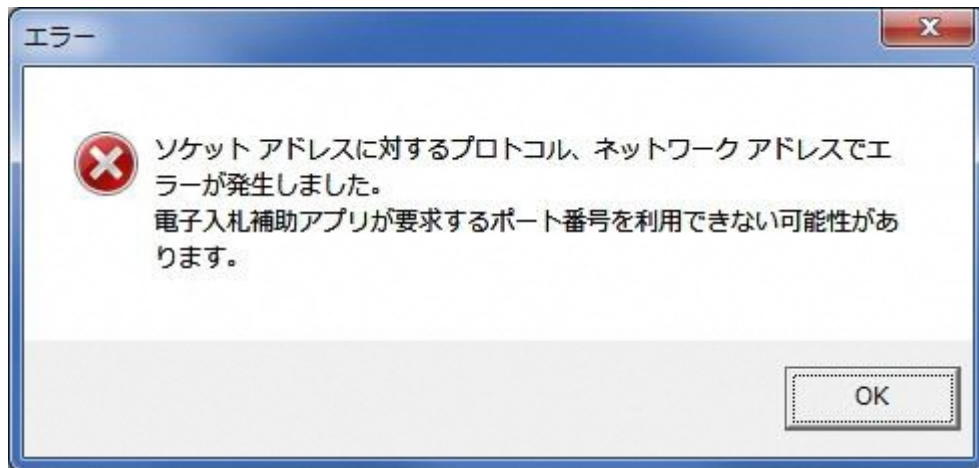 エラー
ソケット アドレスに対するプロトコル、ネットワーク アドレスでエ
ラーが発生しました。
電子入札補助アプリが要求するポート番号を利用できない可能性があ
ります。
OK